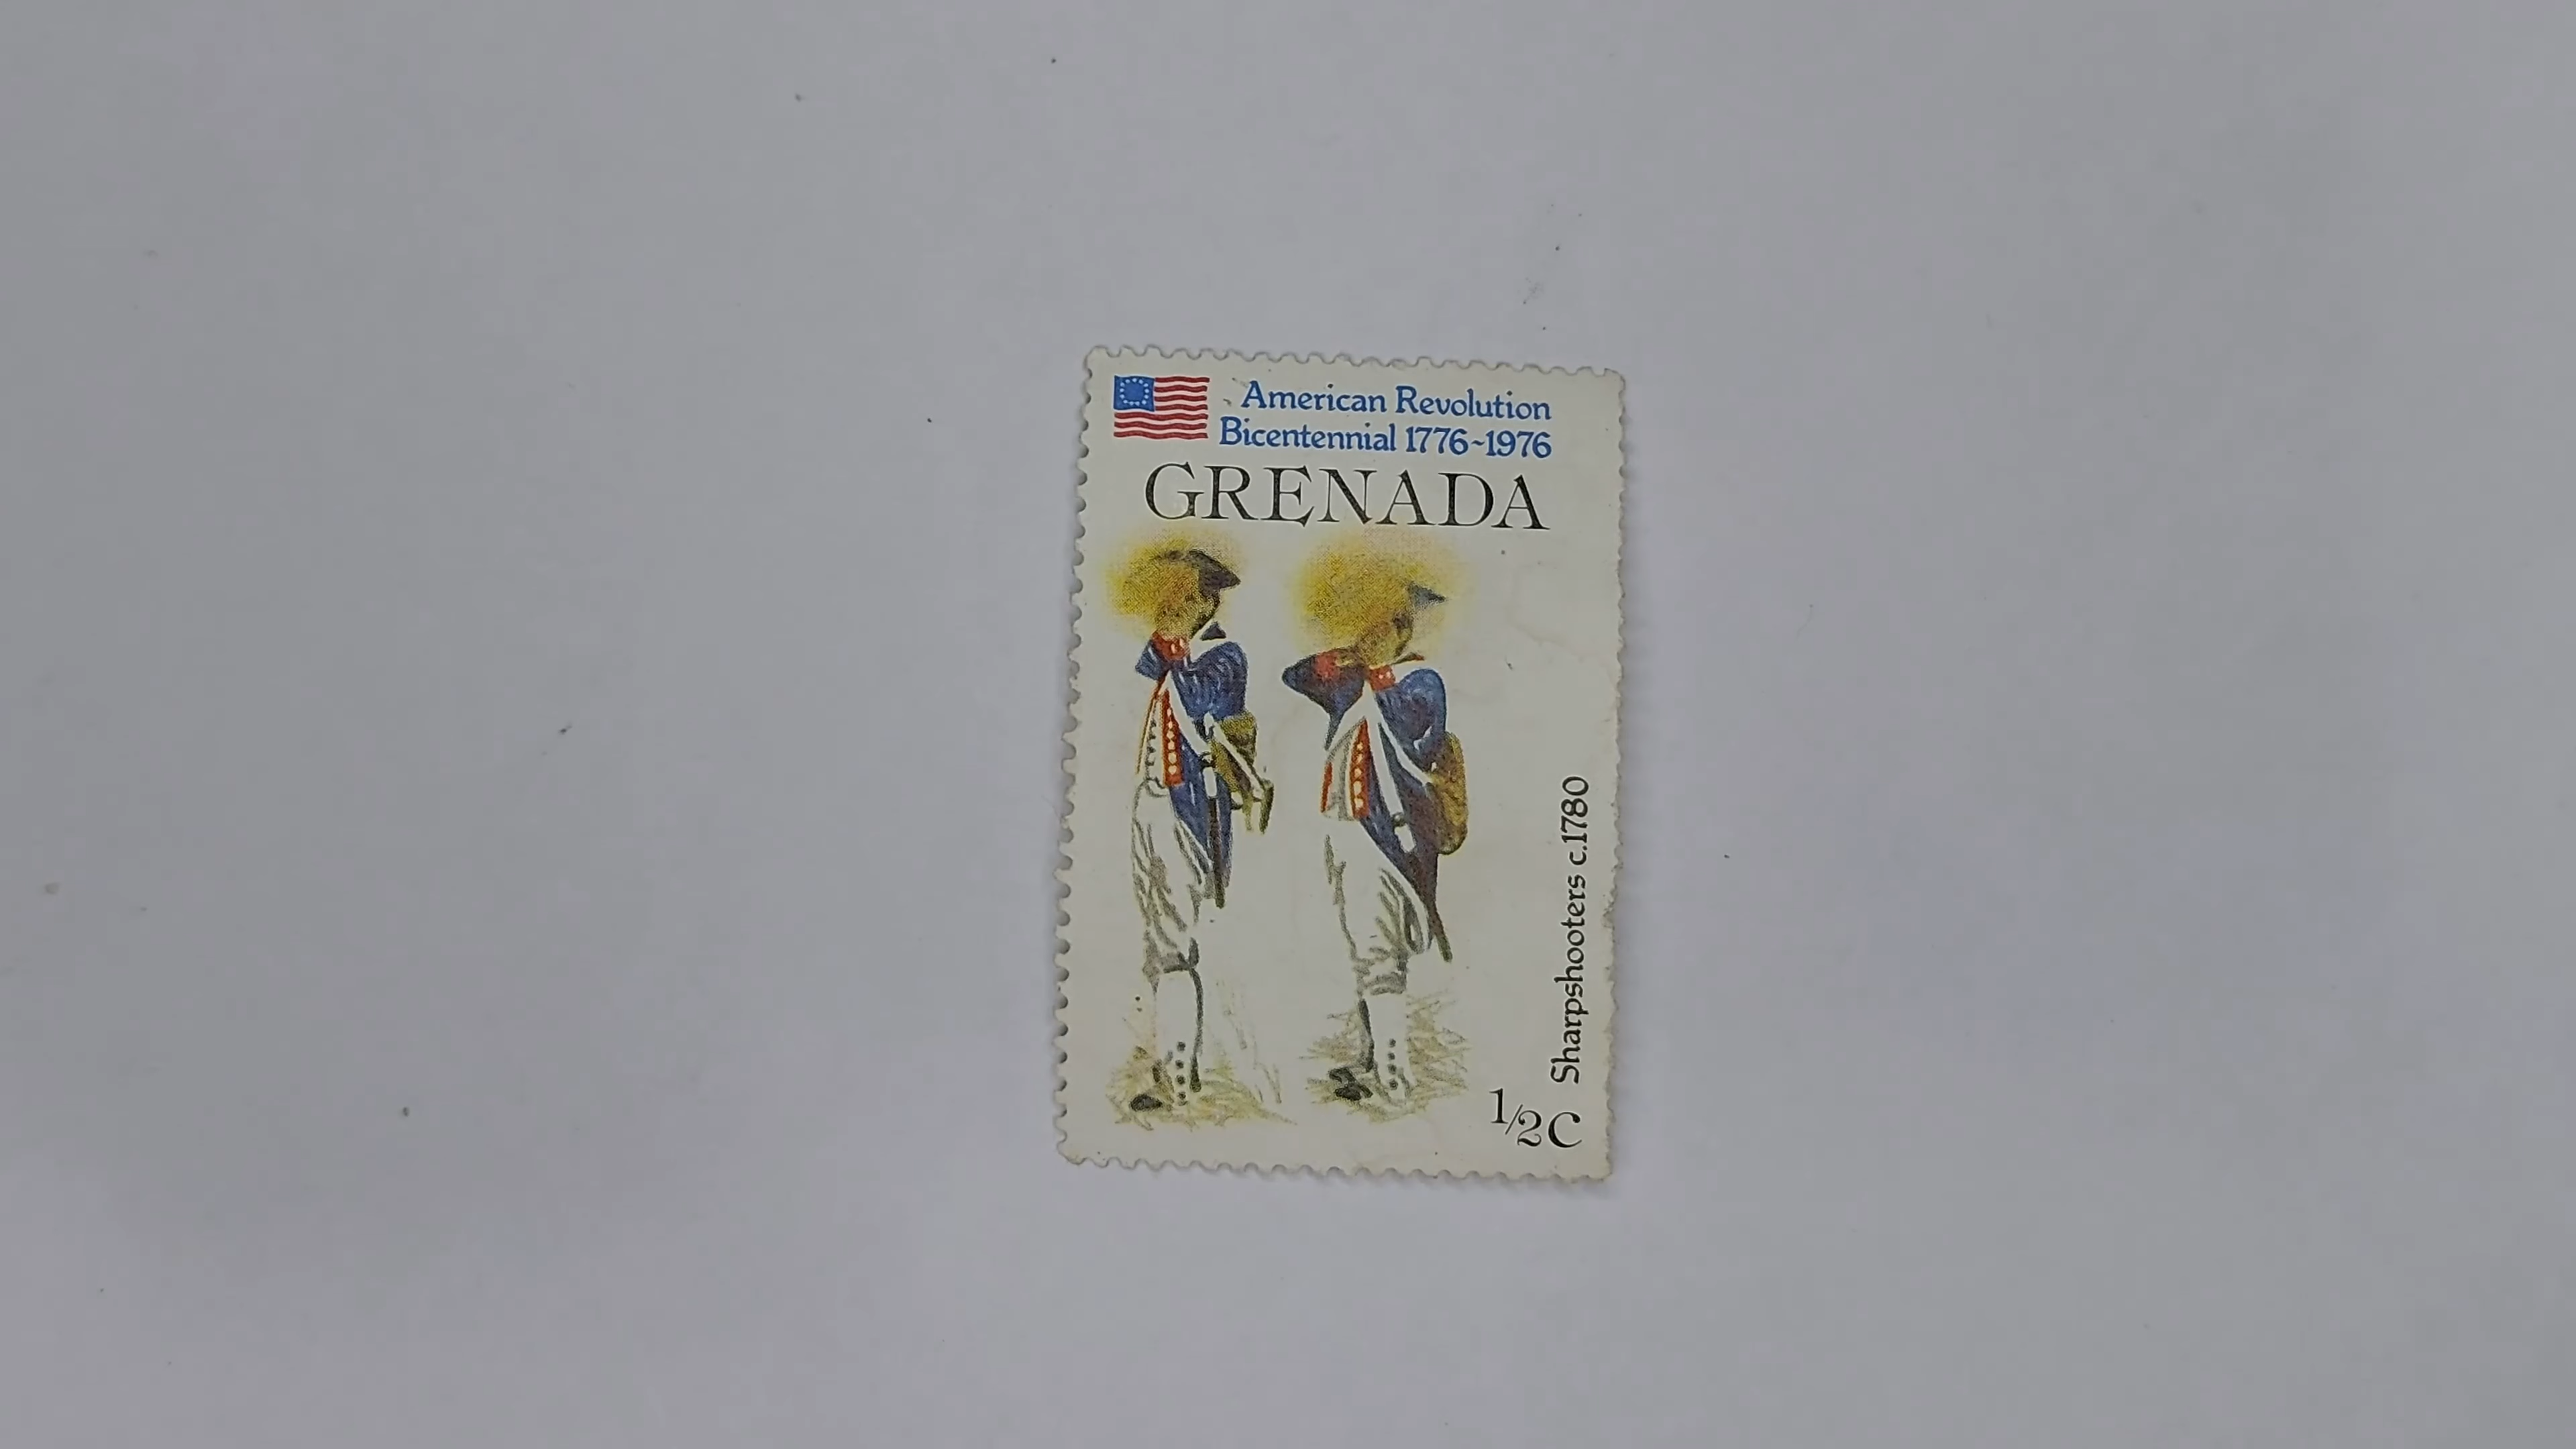 American Revolution
Bicentennial 1776~1976
GRENADA
Sharpshooters c.1780
1/2C